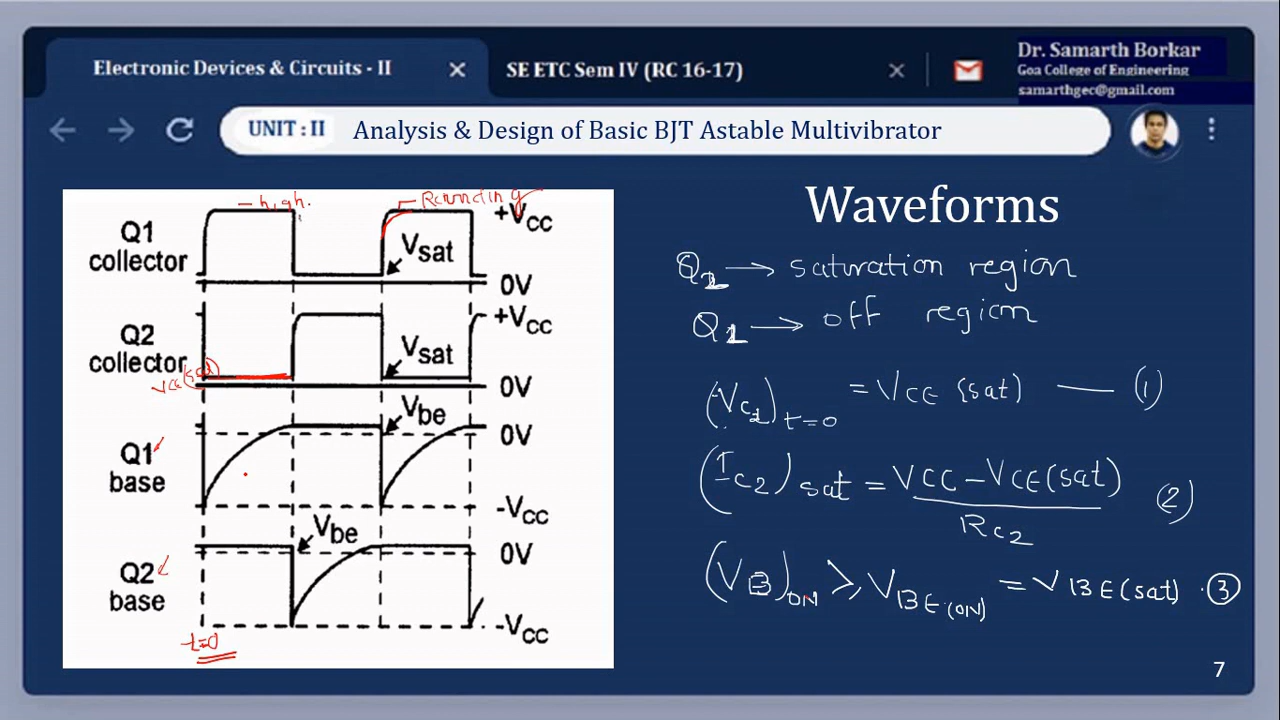 Electronic Devices & Circuits - II
SE ETC Sem IV (RC 16-17)
Dr. Samarth Borkar
Goa College of Engineering
samarthgec@gmail.com
UNIT : II
Analysis & Design of Basic BJT Astable Multivibrator
Waveforms
- high.
Rounding
Q1 collector
+Vcc
Vsat
0V
Q2 collector
VCE(sat)
+Vcc
Vsat
0V
Q1 base
Vbe
0V
-Vcc
Q2 base
Vbe
0V
-Vcc
t=0
Q2 → saturation region
Q1 → off region
(Vc2)t=0 = VCE (sat) — (1)
(Ic2)sat = VCC - VCE(sat) / Rc2 (2)
(VB)ON ≥ VBE(ON) = VBE(sat) . (3)
7